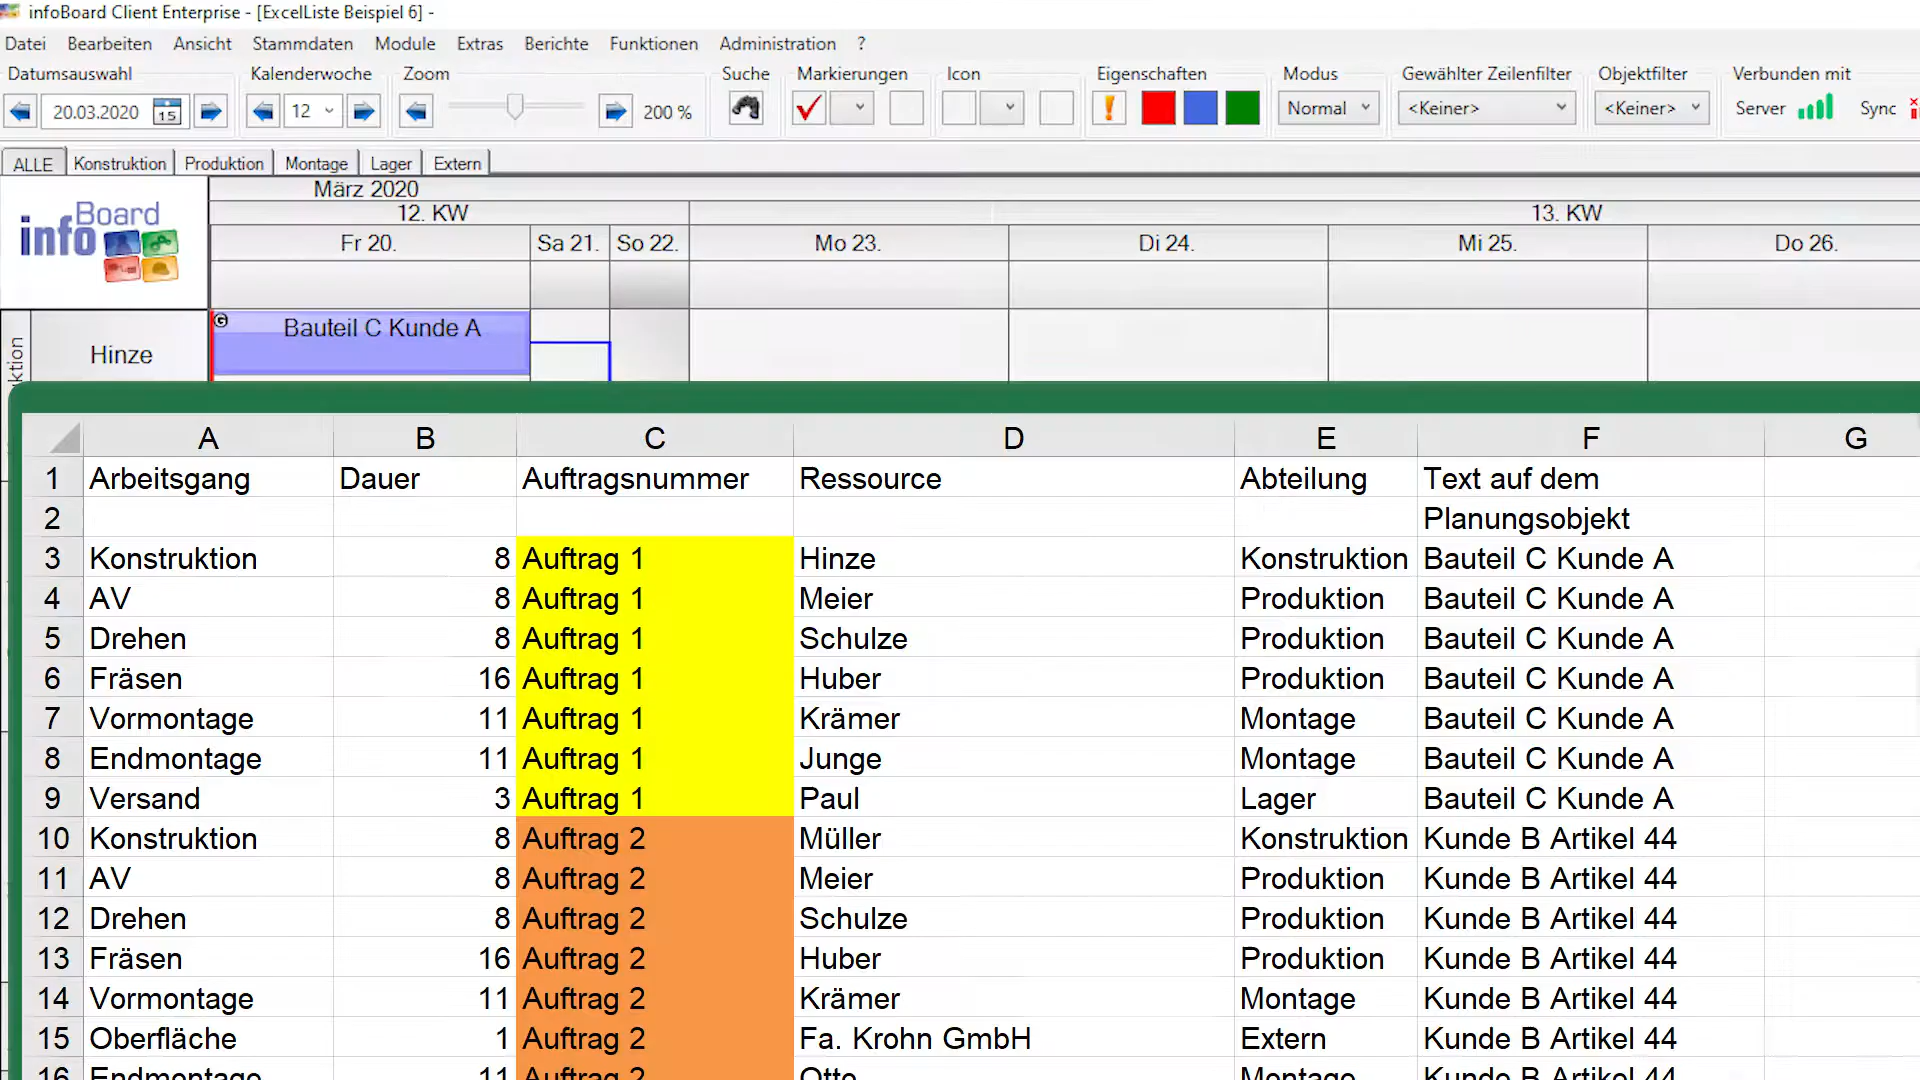 infoBoard Client Enterprise - [ExcelListe Beispiel 6] -
Datei Bearbeiten Ansicht Stammdaten Module Extras Berichte Funktionen Administration ?
Datumsauswahl Kalenderwoche Zoom Suche Markierungen Icon Eigenschaften Modus Gewählter Zeilenfilter Objektfilter Verbunden mit
20.03.2020 15 12 200 % Normal <Keiner> <Keiner> Server Sync
ALLE Konstruktion Produktion Montage Lager Extern
März 2020
12. KW 13. KW
Board
info
Fr 20. Sa 21. So 22. Mo 23. Di 24. Mi 25. Do 26.
G Bauteil C Kunde A
Hinze
A B C D E F G
1 Arbeitsgang Dauer Auftragsnummer Ressource Abteilung Text auf dem
2 Planungsobjekt
3 Konstruktion 8 Auftrag 1 Hinze Konstruktion Bauteil C Kunde A
4 AV 8 Auftrag 1 Meier Produktion Bauteil C Kunde A
5 Drehen 8 Auftrag 1 Schulze Produktion Bauteil C Kunde A
6 Fräsen 16 Auftrag 1 Huber Produktion Bauteil C Kunde A
7 Vormontage 11 Auftrag 1 Krämer Montage Bauteil C Kunde A
8 Endmontage 11 Auftrag 1 Junge Montage Bauteil C Kunde A
9 Versand 3 Auftrag 1 Paul Lager Bauteil C Kunde A
10 Konstruktion 8 Auftrag 2 Müller Konstruktion Kunde B Artikel 44
11 AV 8 Auftrag 2 Meier Produktion Kunde B Artikel 44
12 Drehen 8 Auftrag 2 Schulze Produktion Kunde B Artikel 44
13 Fräsen 16 Auftrag 2 Huber Produktion Kunde B Artikel 44
14 Vormontage 11 Auftrag 2 Krämer Montage Kunde B Artikel 44
15 Oberfläche 1 Auftrag 2 Fa. Krohn GmbH Extern Kunde B Artikel 44
16 Endmontage 11 Auftrag 2 Otto Montage Kunde B Artikel 44